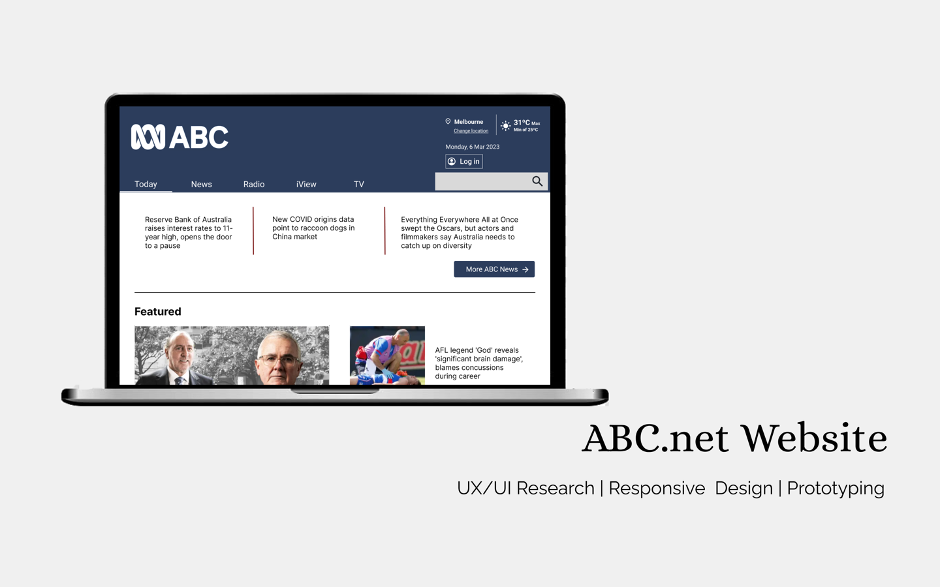 ABC
Melbourne
Change location
31°C Max
Min of 25°C
Monday, 6 Mar 2023
Log in
Today
News
Radio
iView
TV
Reserve Bank of Australia
raises interest rates to 11-
year high, opens the door
to a pause
New COVID origins data
point to raccoon dogs in
China market
Everything Everywhere All at Once
swept the Oscars, but actors and
filmmakers say Australia needs to
catch up on diversity
More ABC News →
Featured
AFL legend 'God' reveals
'significant brain damage',
blames concussions
during career
ABC.net Website
UX/UI Research | Responsive Design | Prototyping